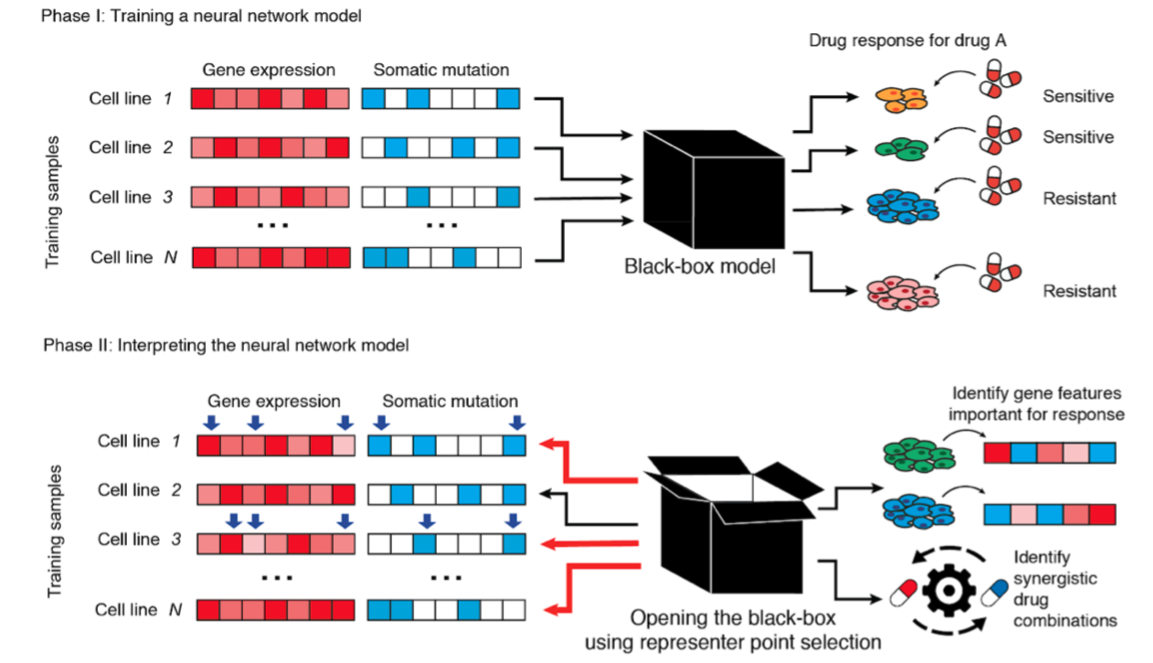 Phase I: Training a neural network model
Drug response for drug A
Gene expression
Somatic mutation
Training samples
Cell line 1
Cell line 2
Cell line 3
...
...
Cell line N
Black-box model
Sensitive
Sensitive
Resistant
Resistant
Phase II: Interpreting the neural network model
Gene expression
Somatic mutation
Training samples
Cell line 1
Cell line 2
Cell line 3
...
...
Cell line N
Opening the black-box
using representer point selection
Identify gene features
important for response
Identify
synergistic
drug
combinations